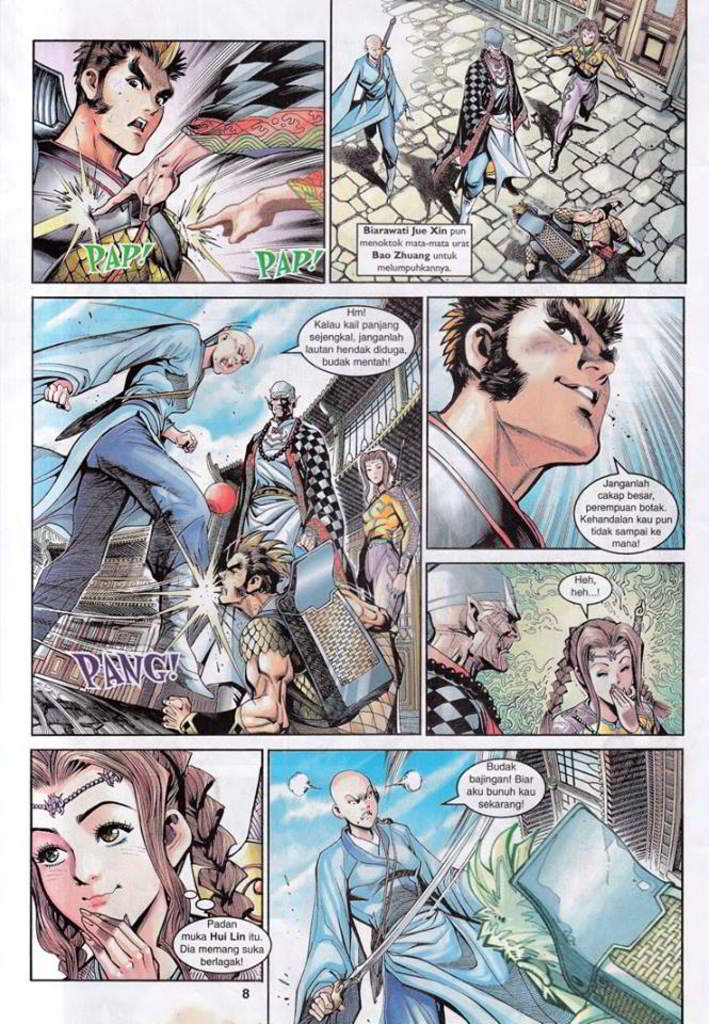 PAP!
PAP!
Biarawati Jue Xin pun
menoktok mata-mata urat
Bao Zhuang untuk
melumpuhkannya.
Hm!
Kalau kail panjang
sejengkal, janganlah
lautan hendak diduga,
budak mentah!
PANG!
Janganlah
cakap besar,
perempuan botak.
Kehandalan kau pun
tidak sampai ke
mana!
Heh,
heh...!
Padan
muka Hui Lin itu.
Dia memang suka
berlagak!
Budak
bajingan! Biar
aku bunuh kau
sekarang!
8